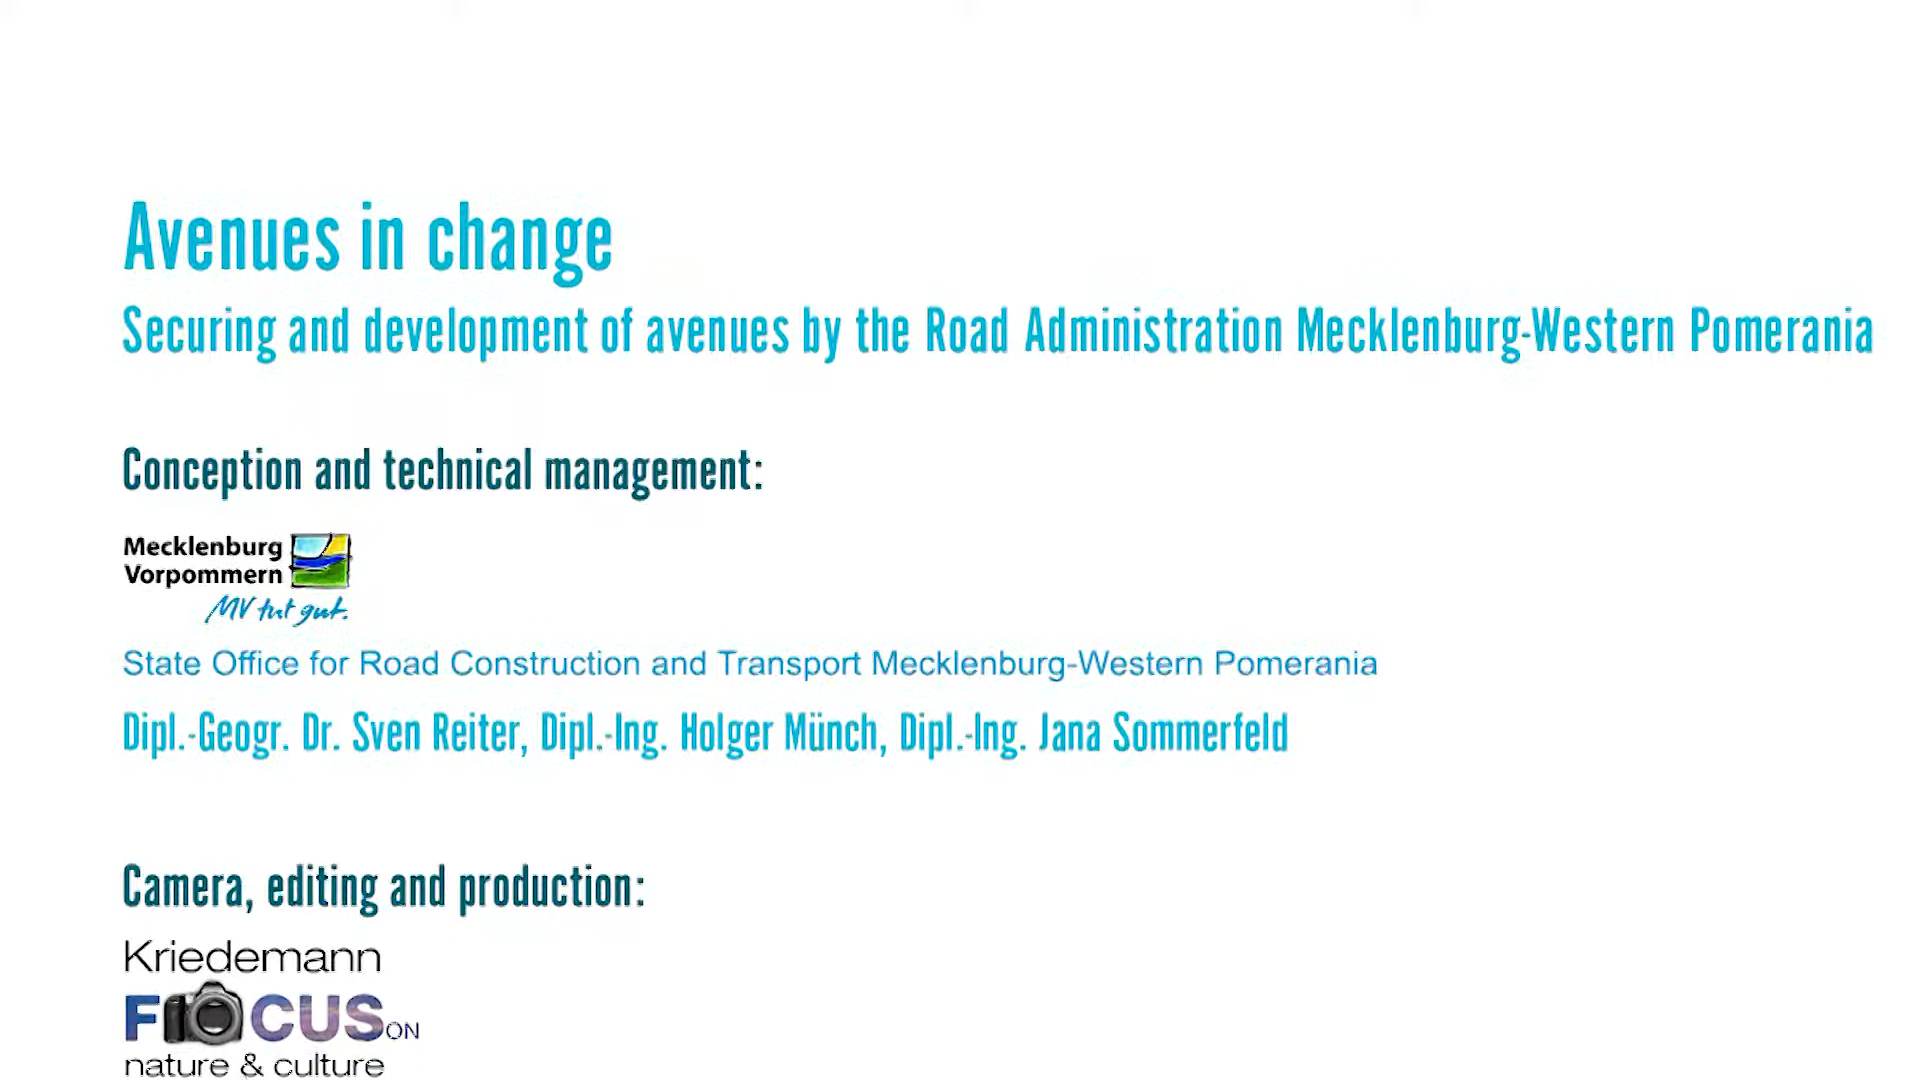 Avenues in change
Securing and development of avenues by the Road Administration Mecklenburg-Western Pomerania
Conception and technical management:
Mecklenburg
Vorpommern
MV tut gut.
State Office for Road Construction and Transport Mecklenburg-Western Pomerania
Dipl.-Geogr. Dr. Sven Reiter, Dipl.-Ing. Holger Münch, Dipl.-Ing. Jana Sommerfeld
Camera, editing and production:
Kriedemann
FOCUS ON
nature & culture